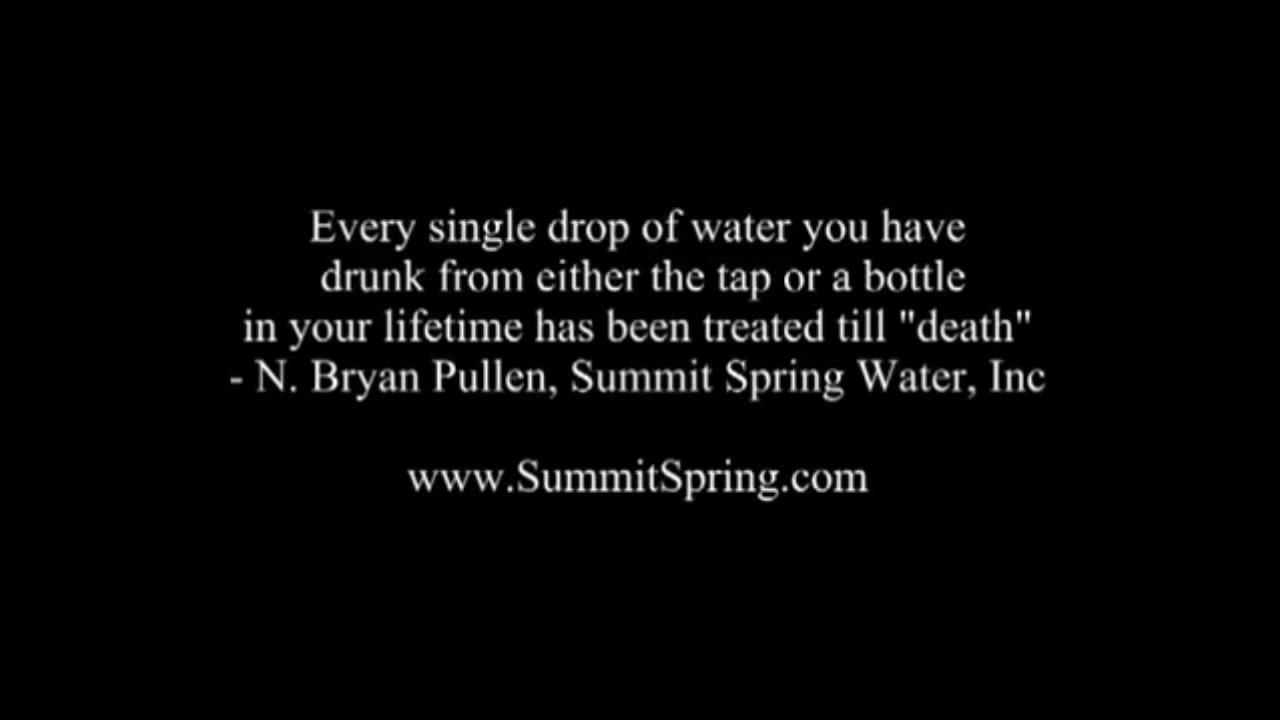 Every single drop of water you have
drunk from either the tap or a bottle
in your lifetime has been treated till "death"
- N. Bryan Pullen, Summit Spring Water, Inc
www.SummitSpring.com